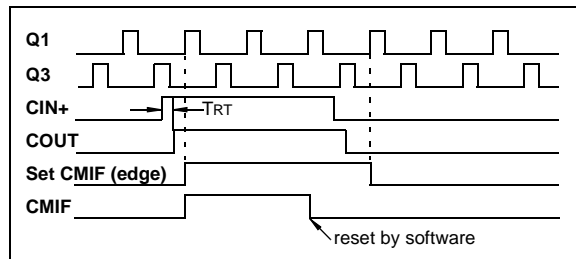 Q1
Q3
CIN+
TRT
COUT
Set CMIF (edge)
CMIF
reset by software